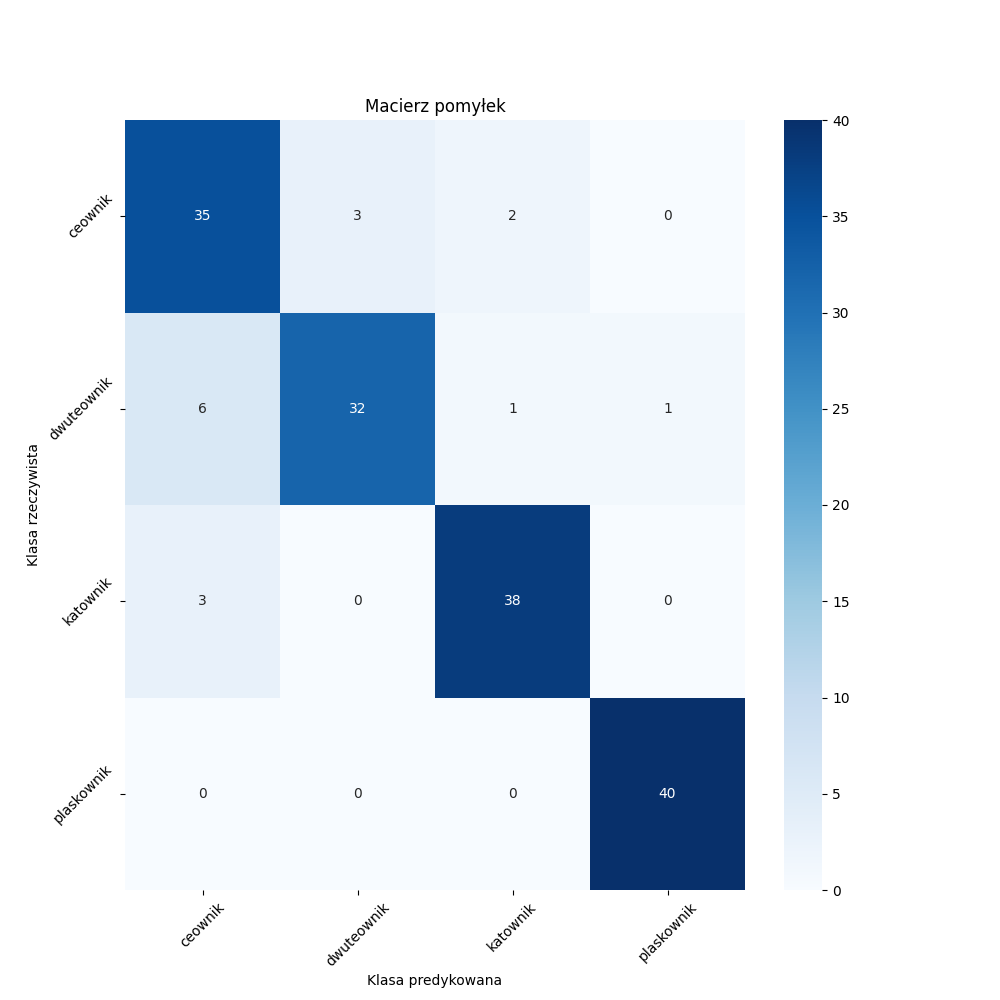 Macierz pomyłek
ceownik
35 3 2 0
dwuteownik
6 32 1 1
katownik
3 0 38 0
plaskownik
0 0 0 40
Klasa rzeczywista
ceownik dwuteownik katownik plaskownik
Klasa predykowana
40
35
30
25
20
15
10
5
0